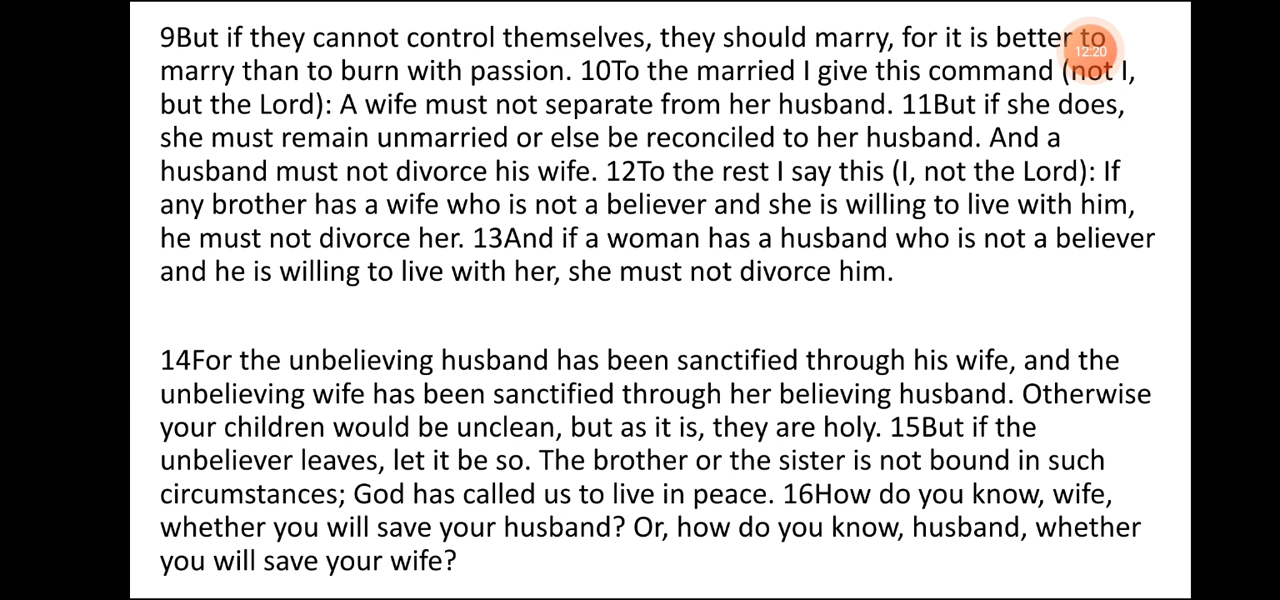 9But if they cannot control themselves, they should marry, for it is better to
12:20
marry than to burn with passion. 10To the married I give this command (not I,
but the Lord): A wife must not separate from her husband. 11But if she does,
she must remain unmarried or else be reconciled to her husband. And a
husband must not divorce his wife. 12To the rest I say this (I, not the Lord): If
any brother has a wife who is not a believer and she is willing to live with him,
he must not divorce her. 13And if a woman has a husband who is not a believer
and he is willing to live with her, she must not divorce him.
14For the unbelieving husband has been sanctified through his wife, and the
unbelieving wife has been sanctified through her believing husband. Otherwise
your children would be unclean, but as it is, they are holy. 15But if the
unbeliever leaves, let it be so. The brother or the sister is not bound in such
circumstances; God has called us to live in peace. 16How do you know, wife,
whether you will save your husband? Or, how do you know, husband, whether
you will save your wife?